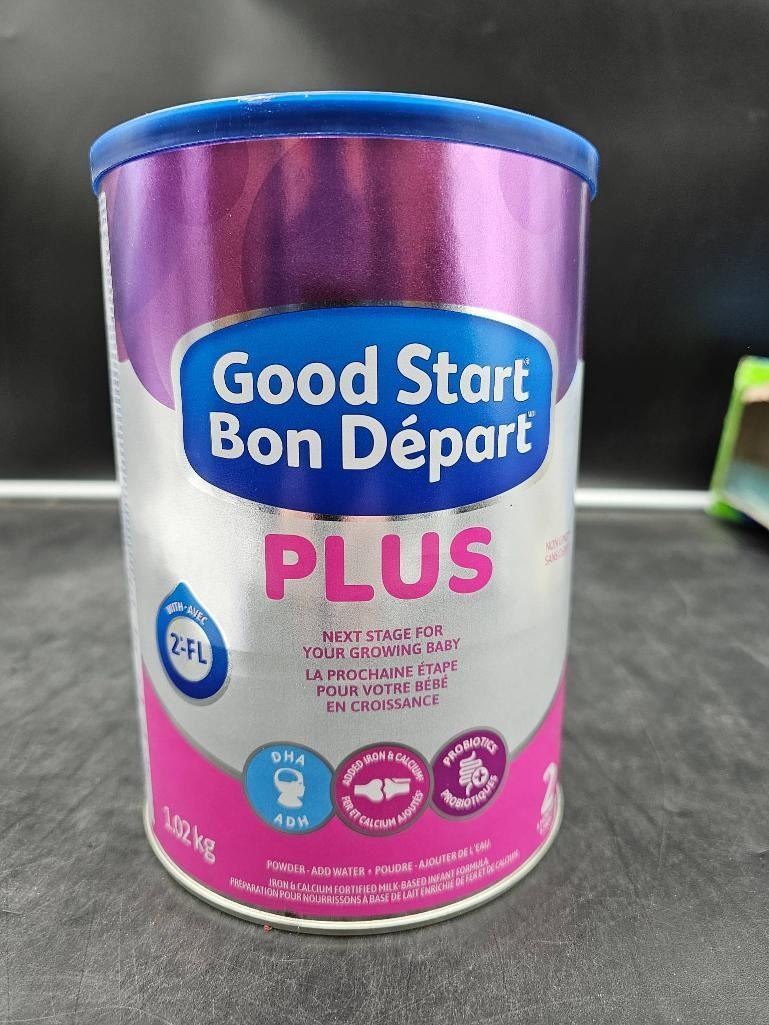 Good Start
Bon Départ
PLUS
WITH-AVEC
2'-FL
NEXT STAGE FOR
YOUR GROWING BABY
LA PROCHAINE ÉTAPE
POUR VOTRE BÉBÉ
EN CROISSANCE
DHA
ADH
ADDED IRON & CALCIUM
FER ET CALCIUM AJOUTÉS
PROBIOTICS
PROBIOTIQUES
2
1.02 kg
POWDER - ADD WATER • POUDRE - AJOUTER DE L'EAU
IRON & CALCIUM FORTIFIED MILK-BASED INFANT FORMULA
PRÉPARATION POUR NOURRISSONS À BASE DE LAIT ENRICHIE DE FER ET DE CALCIUM